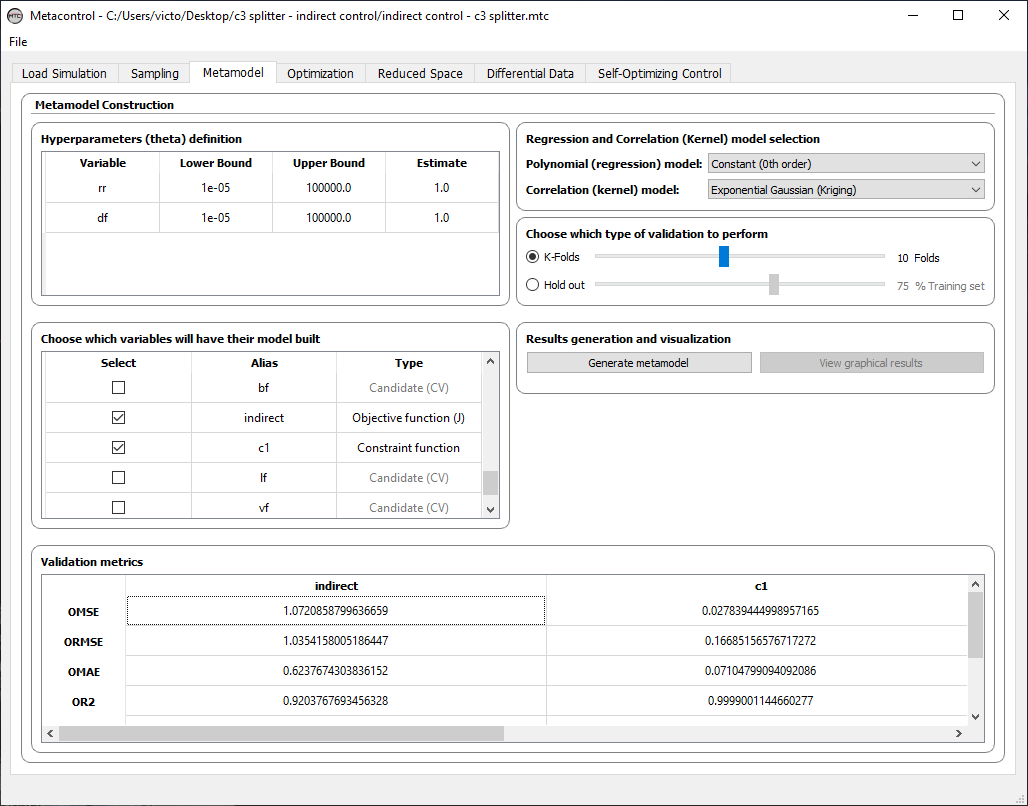 MTC Metacontrol - C:/Users/victo/Desktop/c3 splitter - indirect control/indirect control - c3 splitter.mtc
File
Load Simulation Sampling Metamodel Optimization Reduced Space Differential Data Self-Optimizing Control
Metamodel Construction
Hyperparameters (theta) definition
Variable Lower Bound Upper Bound Estimate
rr 1e-05 100000.0 1.0
df 1e-05 100000.0 1.0
Regression and Correlation (Kernel) model selection
Polynomial (regression) model: Constant (0th order)
Correlation (kernel) model: Exponential Gaussian (Kriging)
Choose which type of validation to perform
K-Folds 10 Folds
Hold out 75 % Training set
Choose which variables will have their model built
Select Alias Type
bf Candidate (CV)
indirect Objective function (J)
c1 Constraint function
lf Candidate (CV)
vf Candidate (CV)
Results generation and visualization
Generate metamodel View graphical results
Validation metrics
indirect c1
OMSE 1.0720858799636659 0.027839444998957165
ORMSE 1.0354158005186447 0.16685156576717272
OMAE 0.6237674303836152 0.07104799094092086
OR2 0.9203767693456328 0.9999001144660277